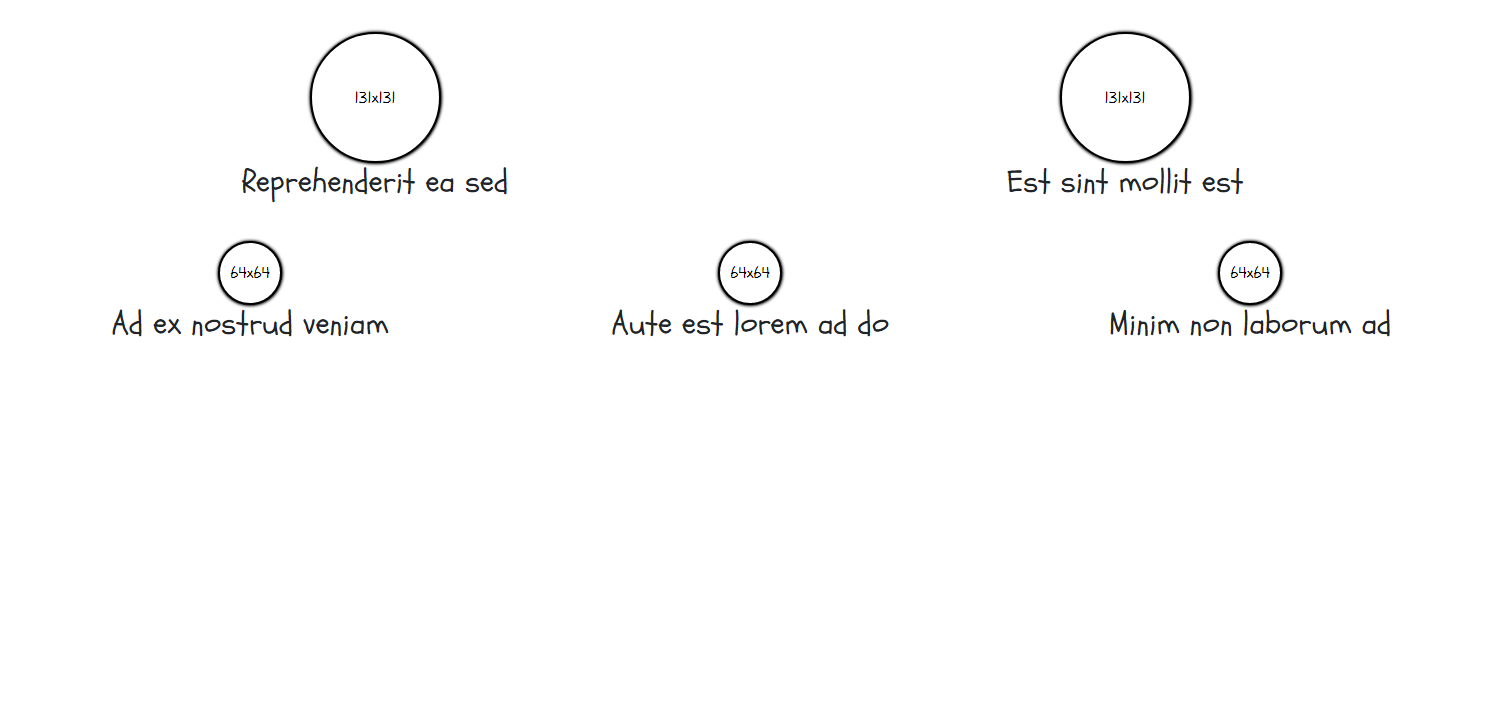 131x131
131x131
Reprehenderit ea sed
Est sint mollit est
64x64
64x64
64x64
Ad ex nostrud veniam
Aute est lorem ad do
Minim non laborum ad